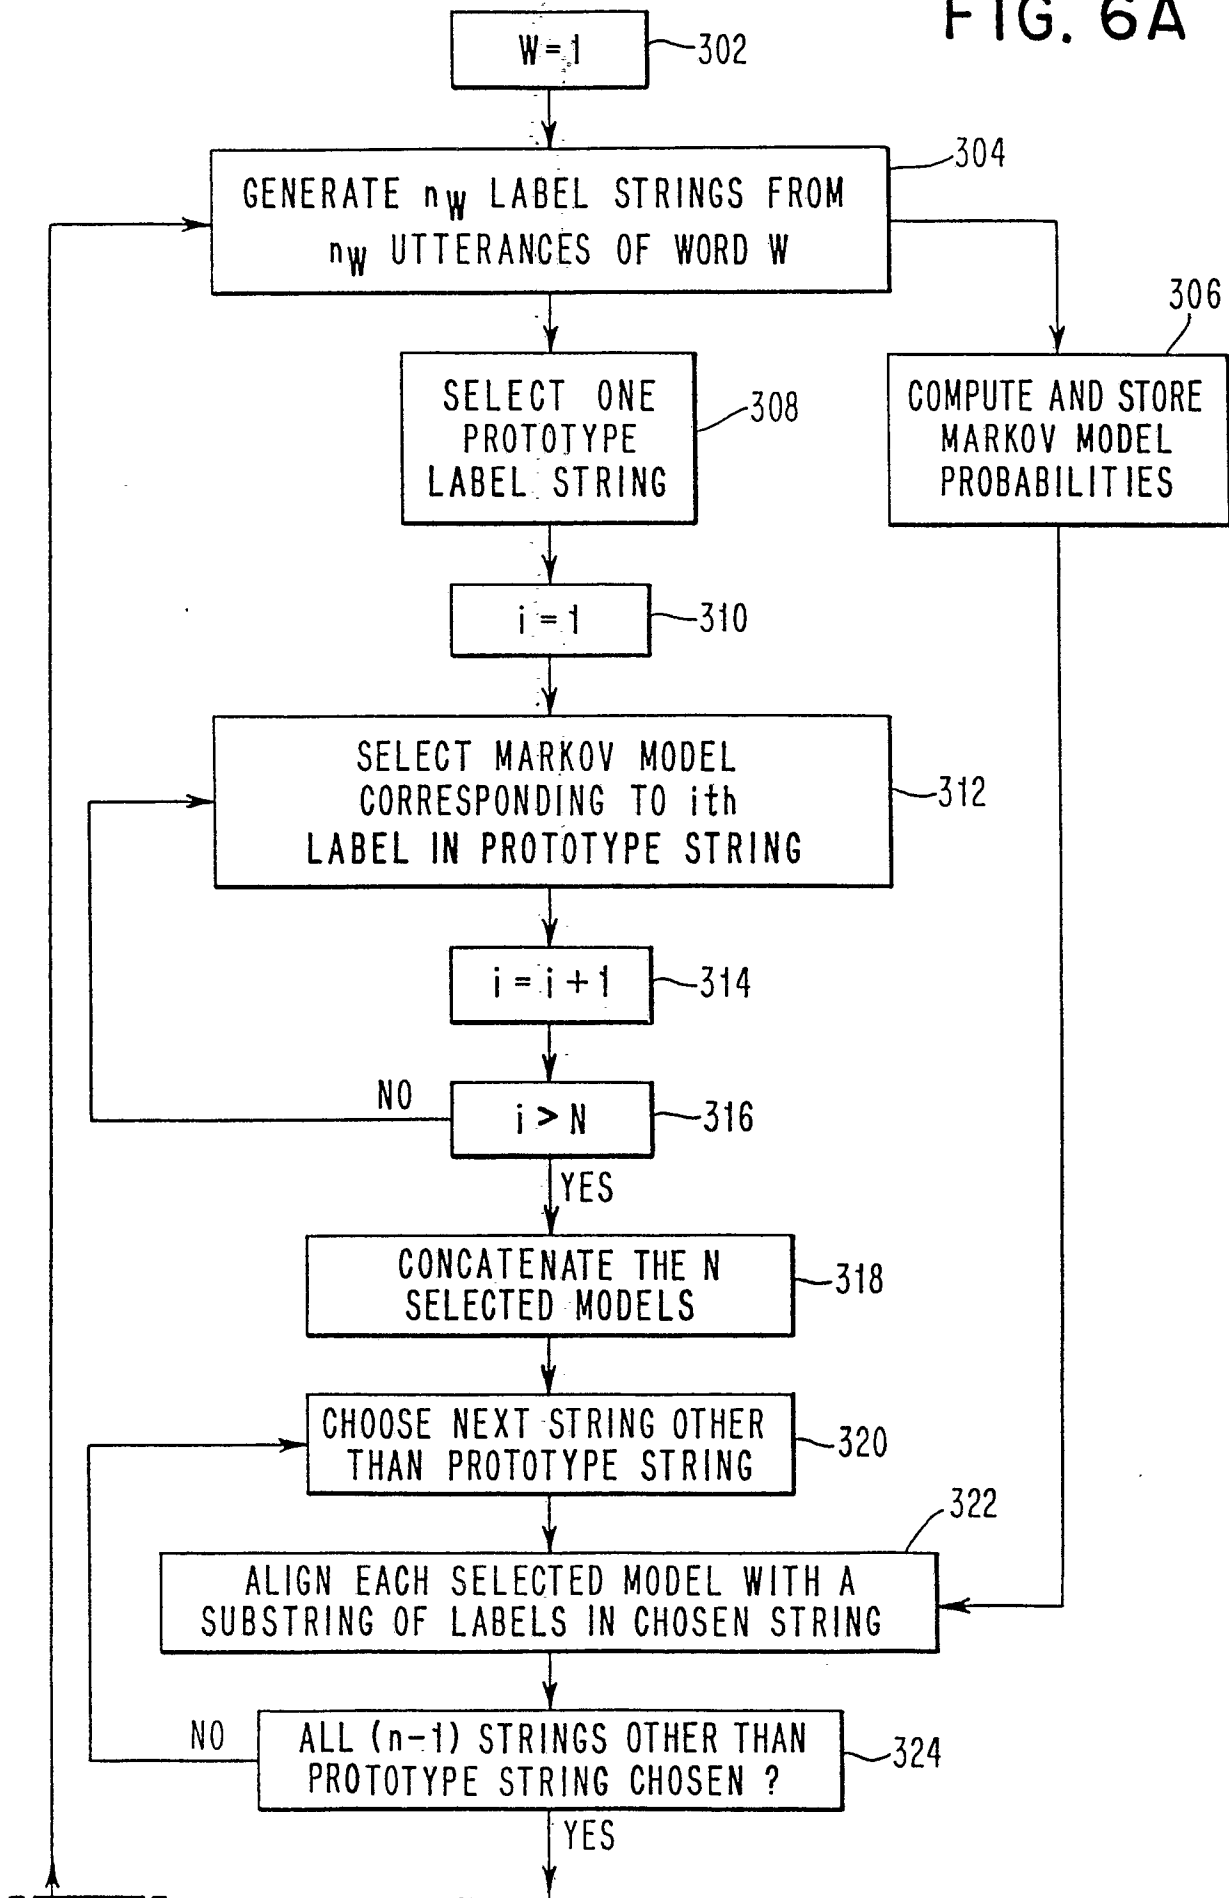 FIG. 6A
W=1
302
304
GENERATE nW LABEL STRINGS FROM
nW UTTERANCES OF WORD W
306
SELECT ONE
PROTOTYPE
LABEL STRING
308
COMPUTE AND STORE
MARKOV MODEL
PROBABILITIES
i=1
310
SELECT MARKOV MODEL
CORRESPONDING TO ith
LABEL IN PROTOTYPE STRING
312
i = i + 1
314
NO
i > N
316
YES
CONCATENATE THE N
SELECTED MODELS
318
CHOOSE NEXT STRING OTHER
THAN PROTOTYPE STRING
320
322
ALIGN EACH SELECTED MODEL WITH A
SUBSTRING OF LABELS IN CHOSEN STRING
NO
ALL (n-1) STRINGS OTHER THAN
PROTOTYPE STRING CHOSEN ?
324
YES